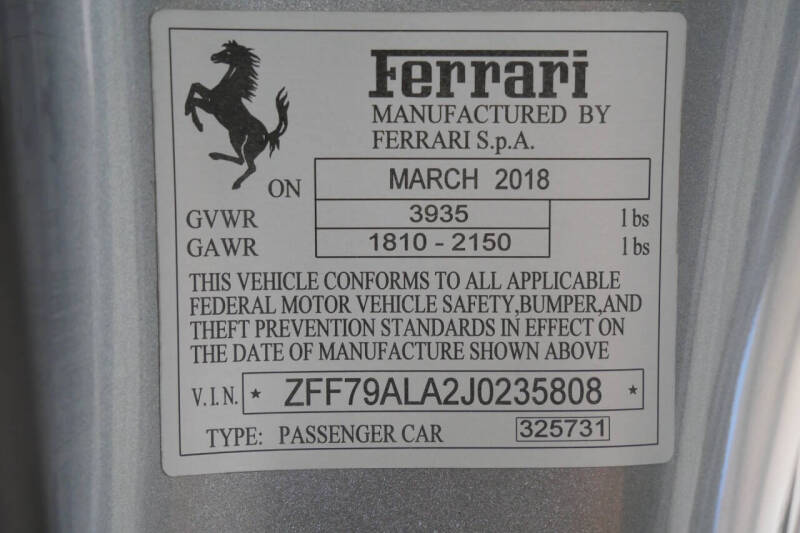 Ferrari
MANUFACTURED BY
FERRARI S.p.A.
ON MARCH 2018
GVWR 3935 lbs
GAWR 1810 - 2150 lbs
THIS VEHICLE CONFORMS TO ALL APPLICABLE
FEDERAL MOTOR VEHICLE SAFETY,BUMPER,AND
THEFT PREVENTION STANDARDS IN EFFECT ON
THE DATE OF MANUFACTURE SHOWN ABOVE
V.I.N. * ZFF79ALA2J0235808 *
TYPE: PASSENGER CAR 325731